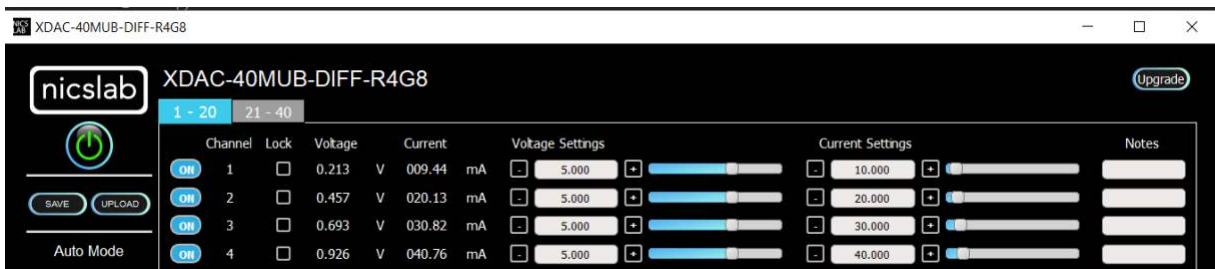 XDAC-40MUB-DIFF-R4G8
nicslab XDAC-40MUB-DIFF-R4G8 Upgrade
1 - 20 21 - 40
Channel Lock Voltage Current Voltage Settings Current Settings Notes
ON 1 0.213 V 009.44 mA - 5.000 + - 10.000 +
SAVE UPLOAD ON 2 0.457 V 020.13 mA - 5.000 + - 20.000 +
ON 3 0.693 V 030.82 mA - 5.000 + - 30.000 +
Auto Mode ON 4 0.926 V 040.76 mA - 5.000 + - 40.000 +